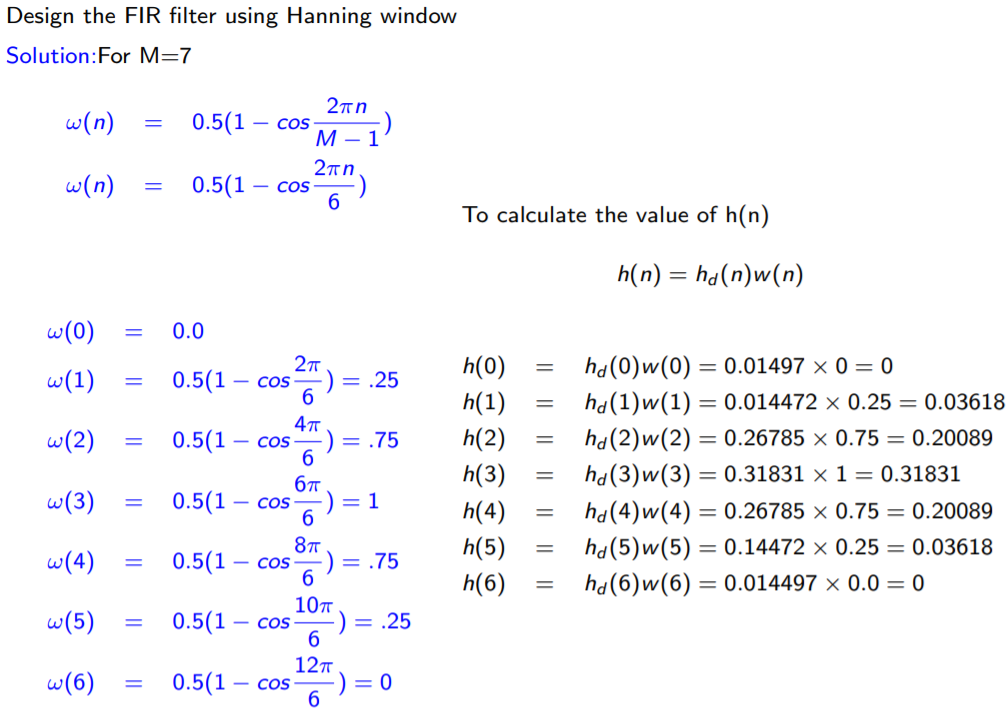 Design the FIR filter using Hanning window
Solution:For M=7
ω(n) = 0.5(1 − cos 2πn/(M − 1))
ω(n) = 0.5(1 − cos 2πn/6)
ω(0) = 0.0
ω(1) = 0.5(1 − cos 2π/6) = .25
ω(2) = 0.5(1 − cos 4π/6) = .75
ω(3) = 0.5(1 − cos 6π/6) = 1
ω(4) = 0.5(1 − cos 8π/6) = .75
ω(5) = 0.5(1 − cos 10π/6) = .25
ω(6) = 0.5(1 − cos 12π/6) = 0
To calculate the value of h(n)
h(n) = h_d(n)w(n)
h(0) = h_d(0)w(0) = 0.01497 × 0 = 0
h(1) = h_d(1)w(1) = 0.014472 × 0.25 = 0.03618
h(2) = h_d(2)w(2) = 0.26785 × 0.75 = 0.20089
h(3) = h_d(3)w(3) = 0.31831 × 1 = 0.31831
h(4) = h_d(4)w(4) = 0.26785 × 0.75 = 0.20089
h(5) = h_d(5)w(5) = 0.14472 × 0.25 = 0.03618
h(6) = h_d(6)w(6) = 0.014497 × 0.0 = 0